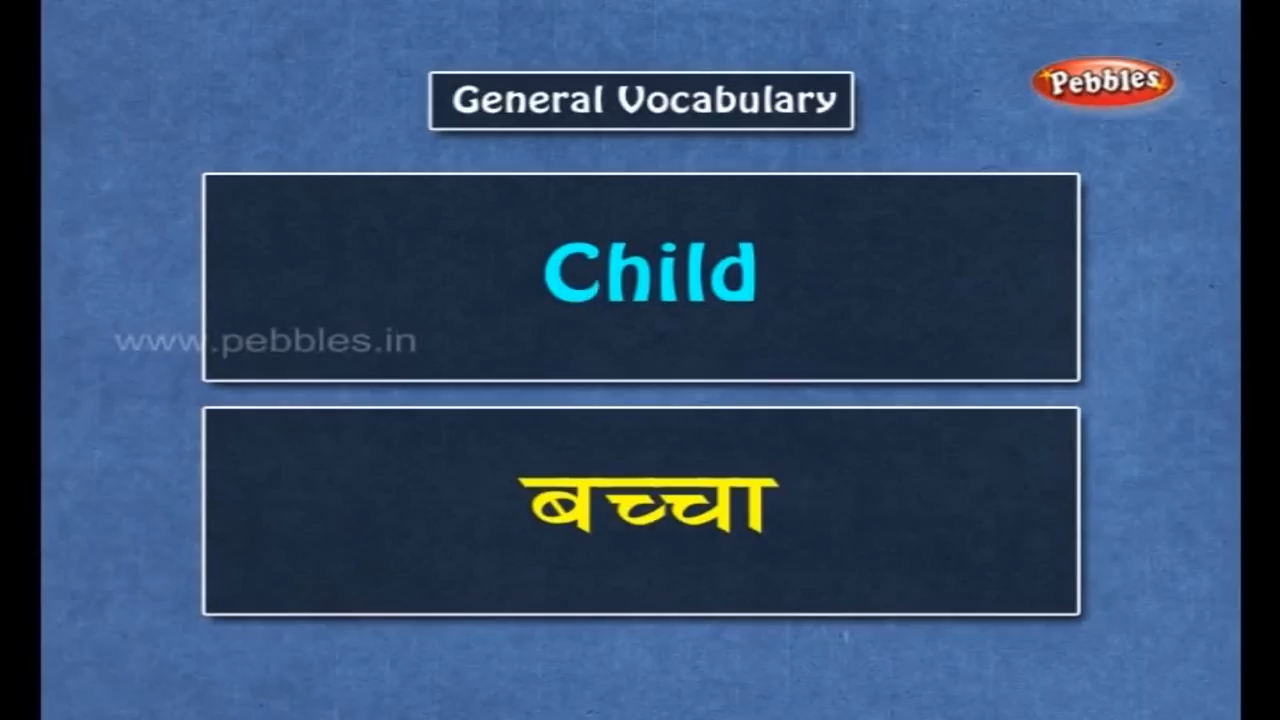 General Vocabulary
Pebbles
Child
www.pebbles.in
बच्चा